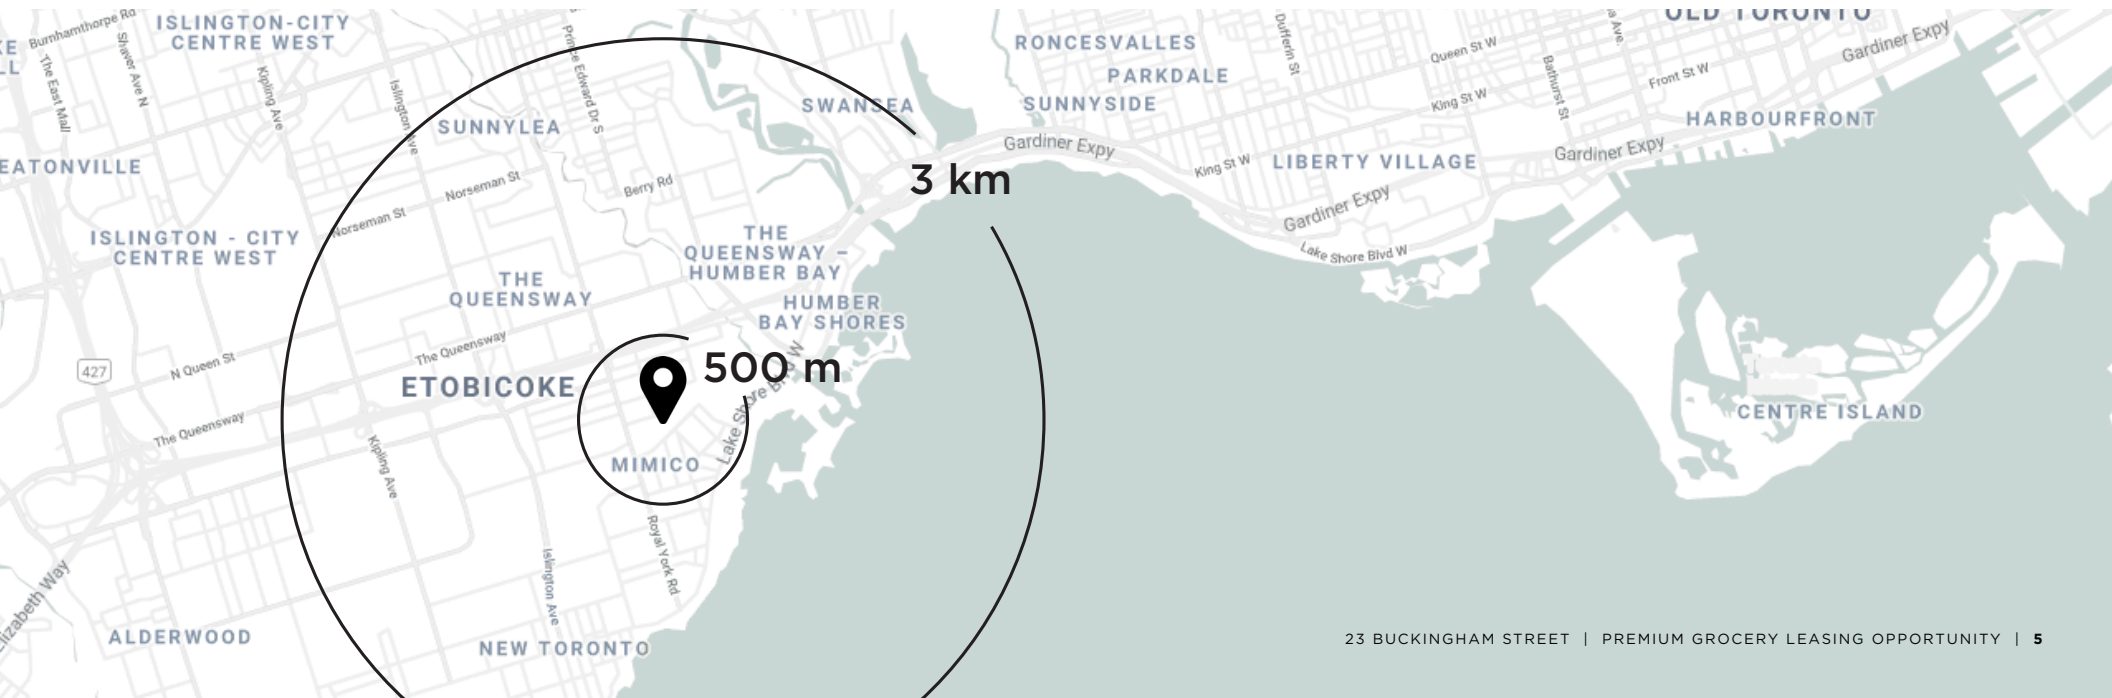 Burnhamthorpe Rd
ISLINGTON-CITY
CENTRE WEST
Shaver Ave N
The East Mall
Kipling Ave
Islington Ave
Prince Edward Dr S
SWANSEA
RONCESVALLES
PARKDALE
SUNNYSIDE
Dufferin St
Queen St W
King St W
Bathurst St
Front St W
OLD TORONTO
Gardiner Expy
HARBOURFRONT
SUNNYLEA
EATONVILLE
Norseman St
Norseman St
Berry Rd
3 km
Gardiner Expy
King St W
LIBERTY VILLAGE
Gardiner Expy
Gardiner Expy
Lake Shore Blvd W
ISLINGTON - CITY
CENTRE WEST
THE
QUEENSWAY –
HUMBER BAY
THE
QUEENSWAY
HUMBER
BAY SHORES
The Queensway
N Queen St
427
ETOBICOKE
500 m
Lake Shore Blvd W
The Queensway
Kipling Ave
MIMICO
CENTRE ISLAND
Royal York Rd
Islington Ave
ALDERWOOD
NEW TORONTO
23 BUCKINGHAM STREET | PREMIUM GROCERY LEASING OPPORTUNITY | 5